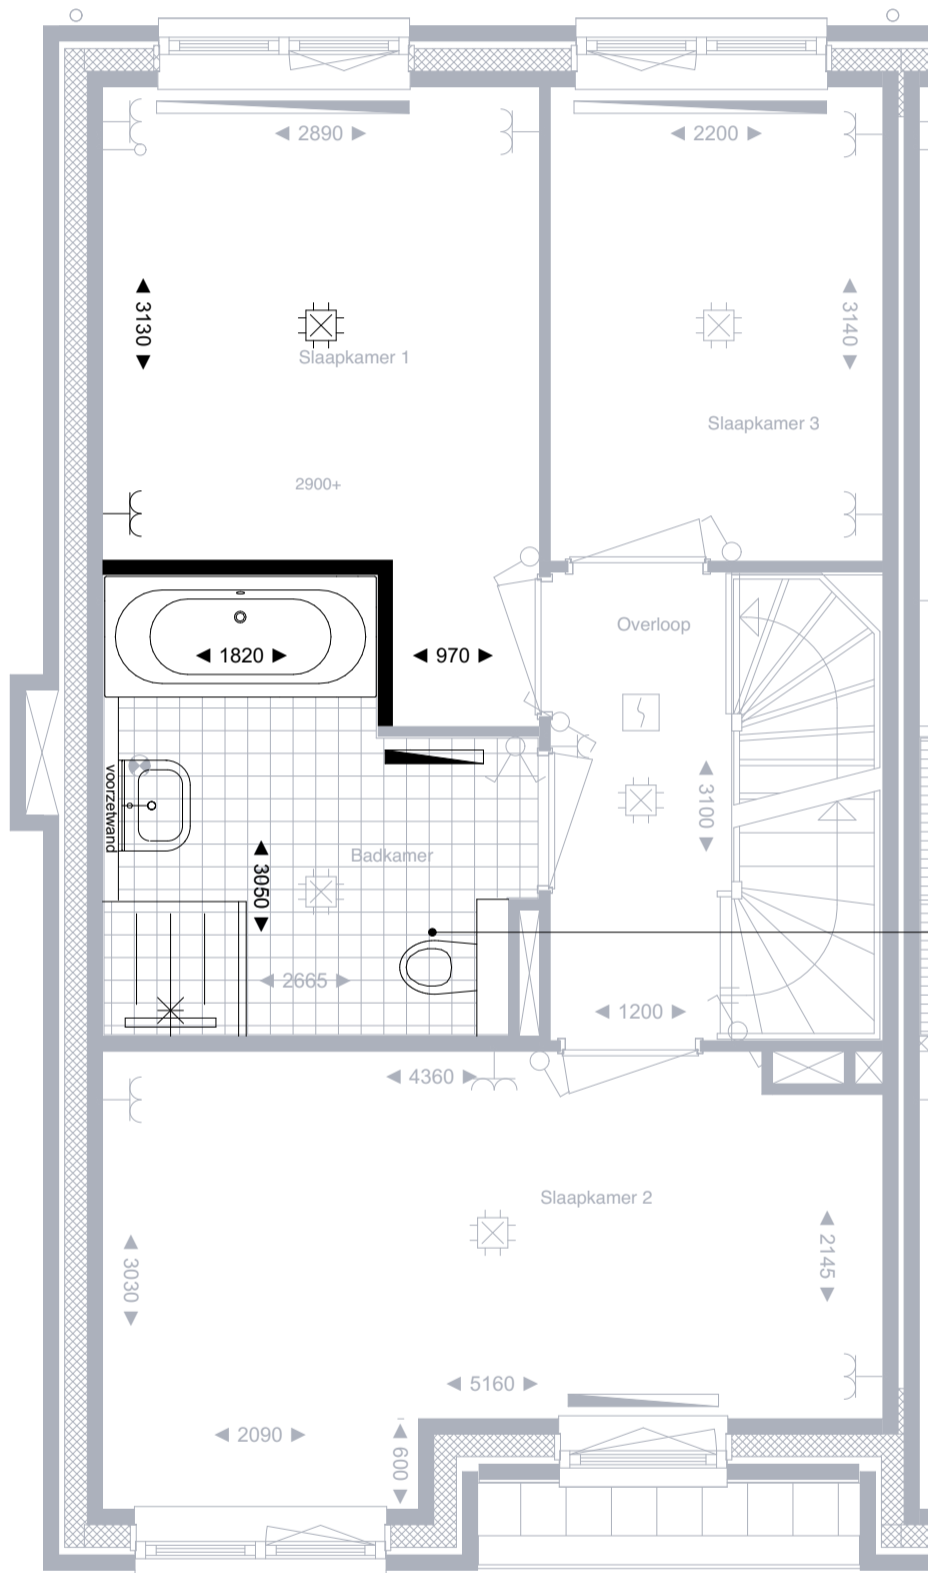 2890
2200
3130
3140
Slaapkamer 1
Slaapkamer 3
2900+
Overloop
1820
970
voorzetwand
3100
Badkamer
3050
2665
1200
4360
Slaapkamer 2
3030
2145
5160
2090
600